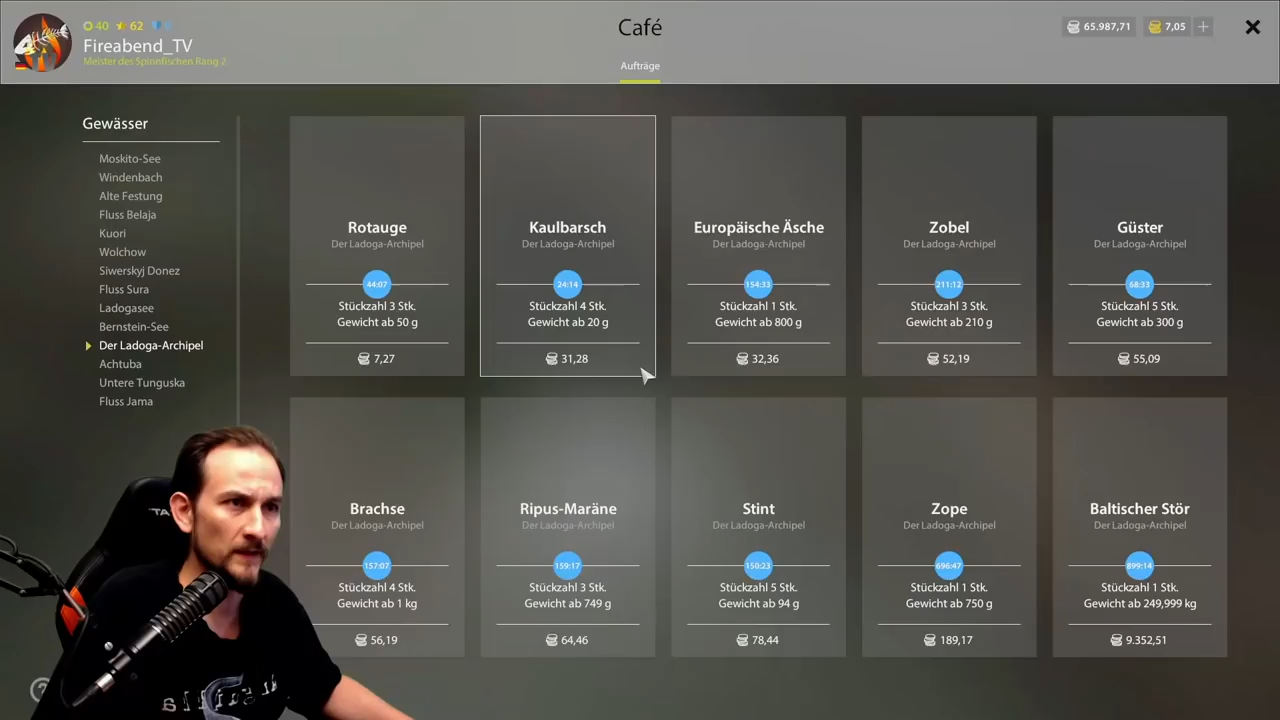 40 62
Fireabend_TV
Meister des Spinnfischen Rang 2
Café
Aufträge
65.987,71
7,05
Gewässer
Moskito-See
Windenbach
Alte Festung
Fluss Belaja
Kuori
Wolchow
Siwerskyj Donez
Fluss Sura
Ladogasee
Bernstein-See
Der Ladoga-Archipel
Achtuba
Untere Tunguska
Fluss Jama
Rotauge
Der Ladoga-Archipel
44:07
Stückzahl 3 Stk.
Gewicht ab 50 g
7,27
Kaulbarsch
Der Ladoga-Archipel
24:14
Stückzahl 4 Stk.
Gewicht ab 20 g
31,28
Europäische Äsche
Der Ladoga-Archipel
154:33
Stückzahl 1 Stk.
Gewicht ab 800 g
32,36
Zobel
Der Ladoga-Archipel
211:12
Stückzahl 3 Stk.
Gewicht ab 210 g
52,19
Güster
Der Ladoga-Archipel
68:33
Stückzahl 5 Stk.
Gewicht ab 300 g
55,09
Brachse
Der Ladoga-Archipel
157:07
Stückzahl 4 Stk.
Gewicht ab 1 kg
56,19
Ripus-Maräne
Der Ladoga-Archipel
159:17
Stückzahl 3 Stk.
Gewicht ab 749 g
64,46
Stint
Der Ladoga-Archipel
150:23
Stückzahl 5 Stk.
Gewicht ab 94 g
78,44
Zope
Der Ladoga-Archipel
696:47
Stückzahl 1 Stk.
Gewicht ab 750 g
189,17
Baltischer Stör
Der Ladoga-Archipel
899:14
Stückzahl 1 Stk.
Gewicht ab 249,999 kg
9.352,51